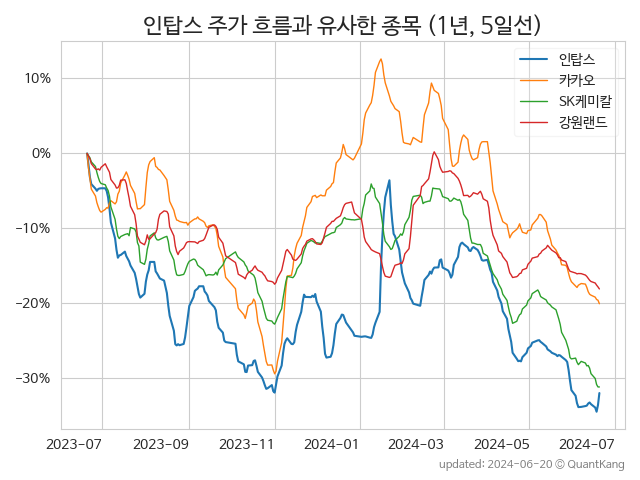 인탑스 주가 흐름과 유사한 종목 (1년, 5일선)
인탑스
카카오
SK케미칼
강원랜드
10%
0%
−10%
−20%
−30%
2023-07 2023-09 2023-11 2024-01 2024-03 2024-05 2024-07
updated: 2024-06-20 © QuantKang